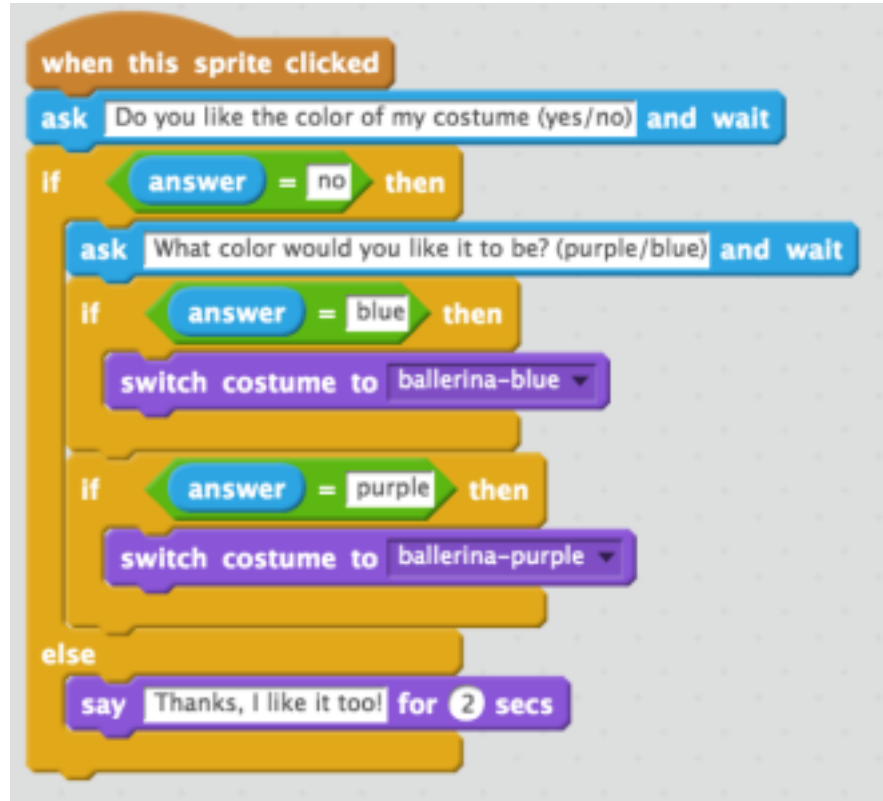 when this sprite clicked
ask Do you like the color of my costume (yes/no) and wait
if answer = no then
ask What color would you like it to be? (purple/blue) and wait
if answer = blue then
switch costume to ballerina-blue
if answer = purple then
switch costume to ballerina-purple
else
say Thanks, I like it too! for 2 secs